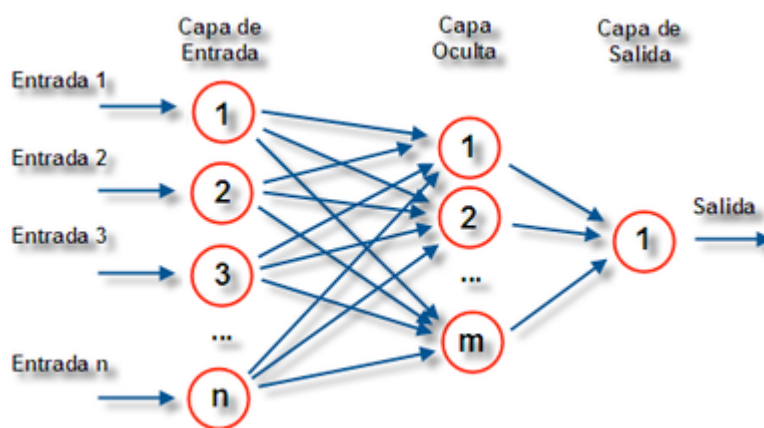 Capa de
Entrada
Capa
Oculta
Capa de
Salida
Entrada 1
1
Entrada 2
2
Entrada 3
3
...
Entrada n
n
1
2
...
m
1
Salida